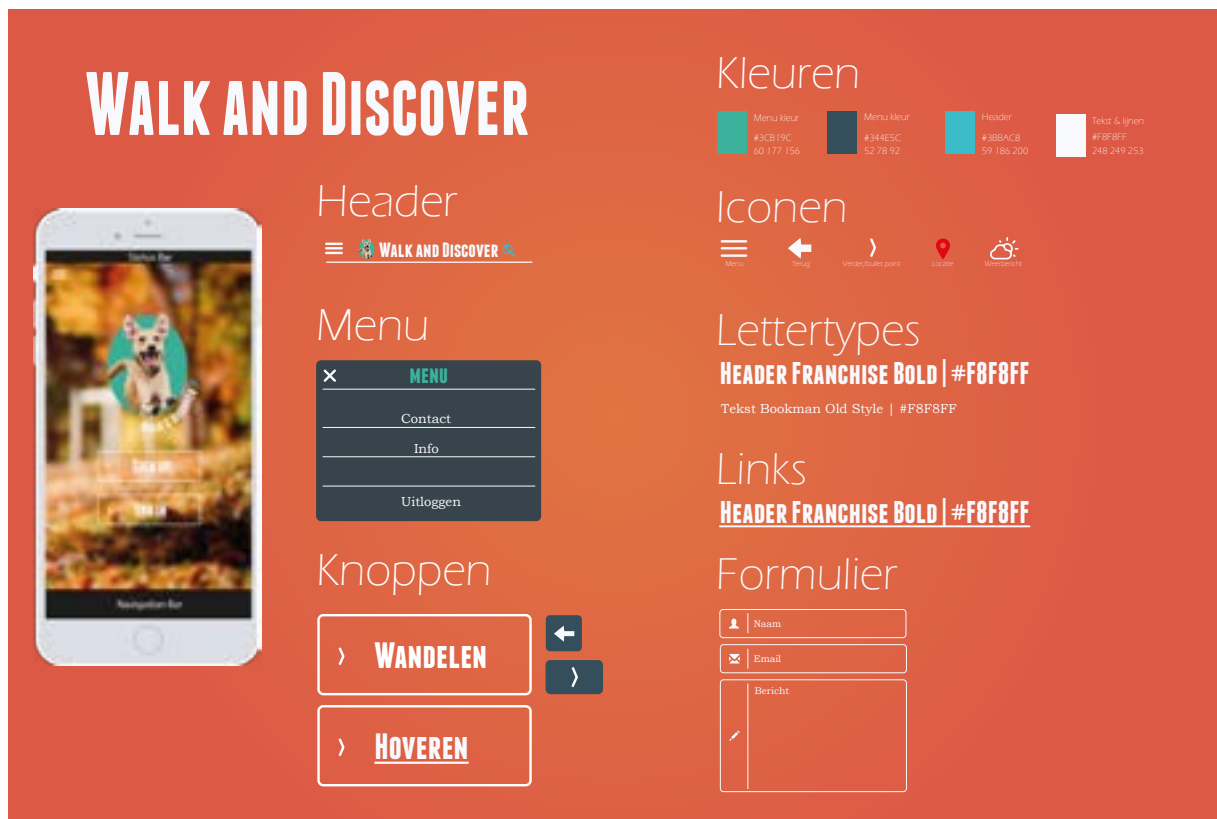 WALK AND DISCOVER
Status Bar
SIGN UP
Navigation Bar
Header
WALK AND DISCOVER
Menu
MENU
Contact
Info
Uitloggen
Knoppen
WANDELEN
HOVEREN
Kleuren
Menu kleur
#3CB19C
60 177 156
Menu kleur
#344E5C
52 78 92
Header
#3BBAC8
59 186 200
Tekst & lijnen
#F8F8FF
248 249 253
Iconen
Menu
Terug
Verder/bullet point
Locatie
Weerbericht
Lettertypes
HEADER FRANCHISE BOLD | #F8F8FF
Tekst Bookman Old Style | #F8F8FF
Links
HEADER FRANCHISE BOLD | #F8F8FF
Formulier
Naam
Email
Bericht